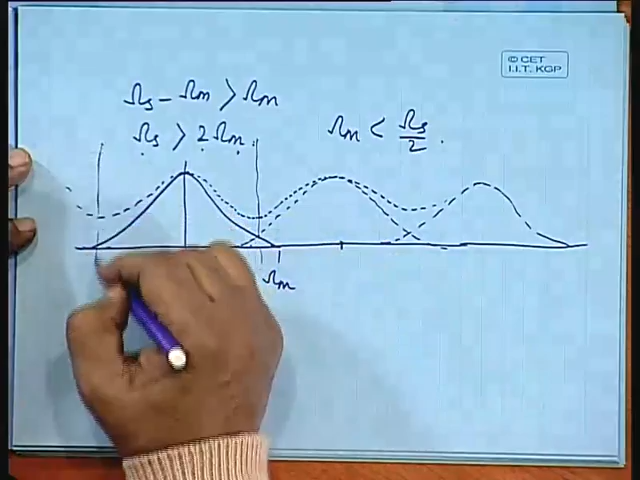 © CET
I.I.T. KGP
Ωs - Ωm > Ωm
Ωs > 2 Ωm.
Ωm < Ωs/2.
Ωm